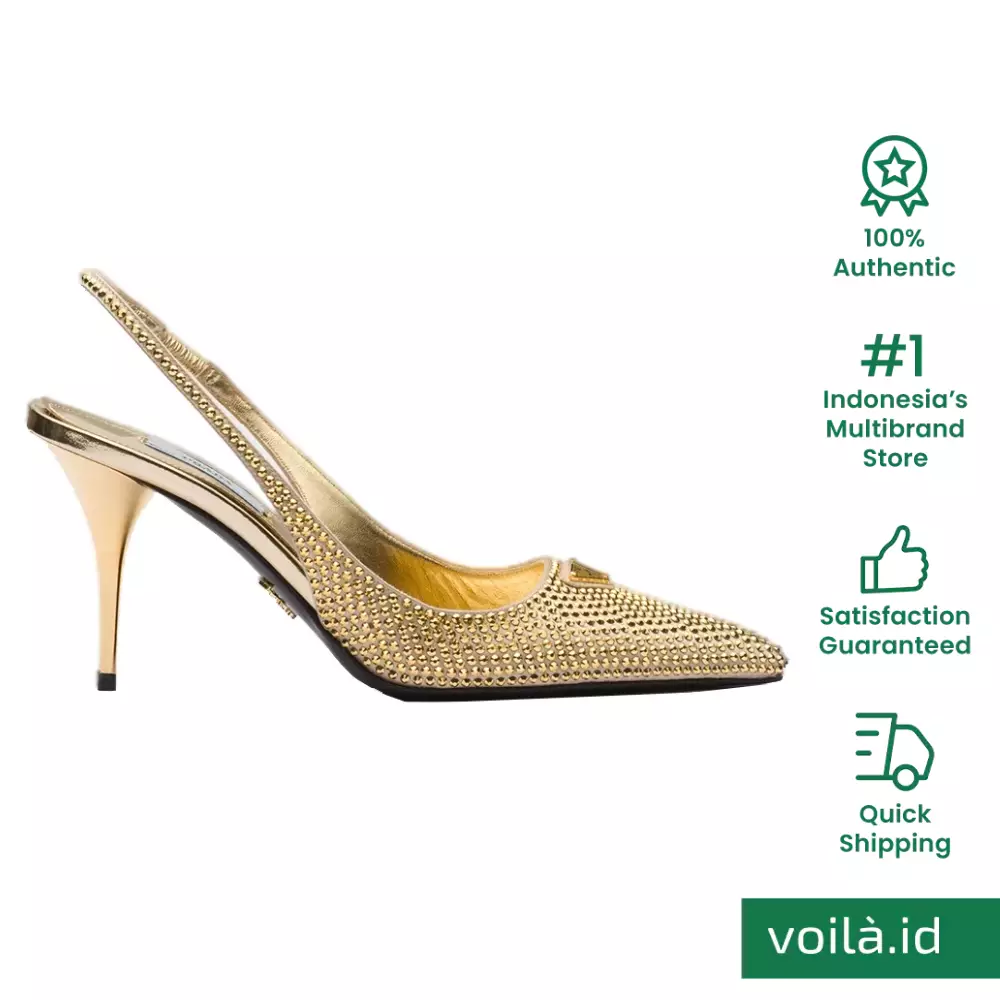 100%
Authentic
#1
Indonesia's
Multibrand
Store
Satisfaction
Guaranteed
Quick
Shipping
voilà.id